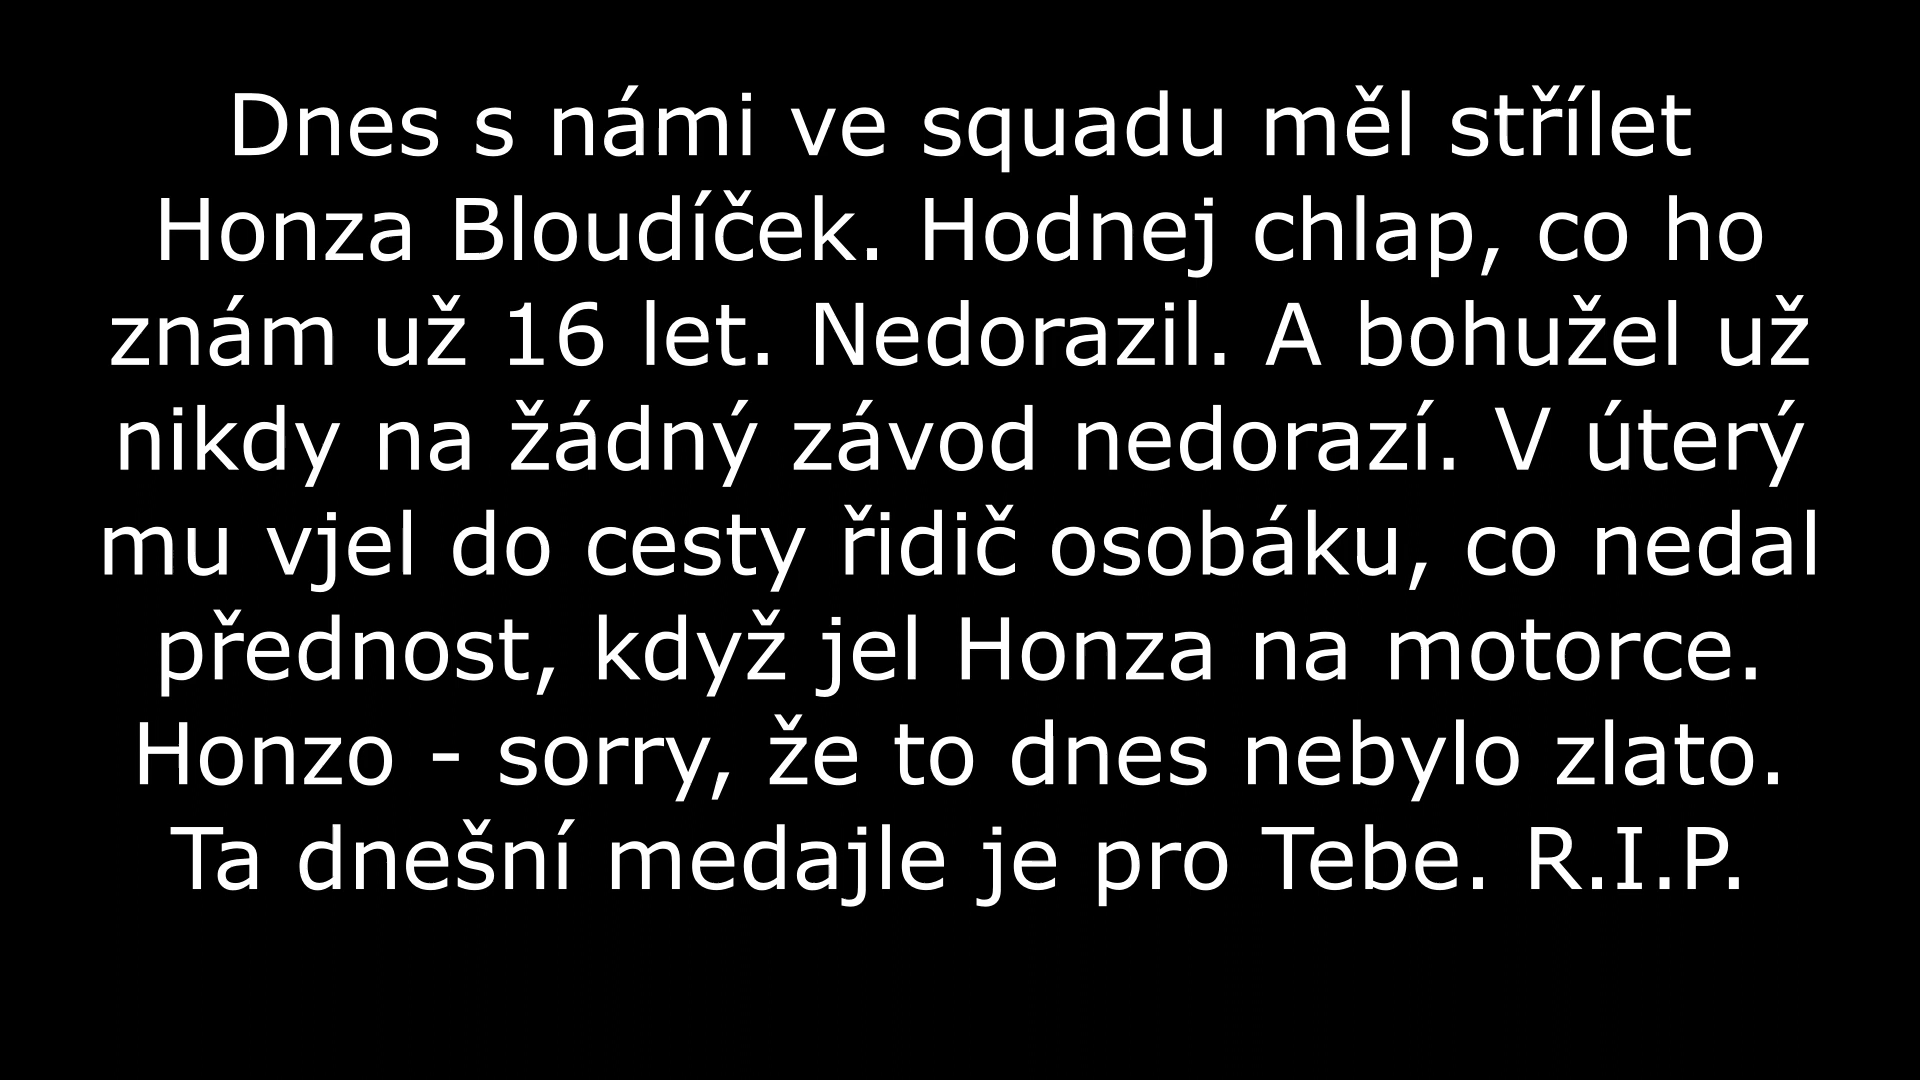 Dnes s námi ve squadu měl střílet
Honza Bloudíček. Hodnej chlap, co ho
znám už 16 let. Nedorazil. A bohužel už
nikdy na žádný závod nedorazí. V úterý
mu vjel do cesty řidič osobáku, co nedal
přednost, když jel Honza na motorce.
Honzo - sorry, že to dnes nebylo zlato.
Ta dnešní medajle je pro Tebe. R.I.P.